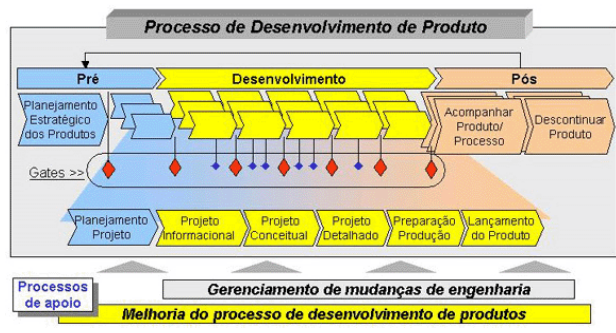 Processo de Desenvolvimento de Produto
Pré
Desenvolvimento
Pós
Planejamento
Estratégico
dos Produtos
Acompanhar
Produto/
Processo
Descontinuar
Produto
Gates >>
Planejamento
Projeto
Projeto
Informacional
Projeto
Conceitual
Projeto
Detalhado
Preparação
Produção
Lançamento
do Produto
Processos
de apoio
Gerenciamento de mudanças de engenharia
Melhoria do processo de desenvolvimento de produtos